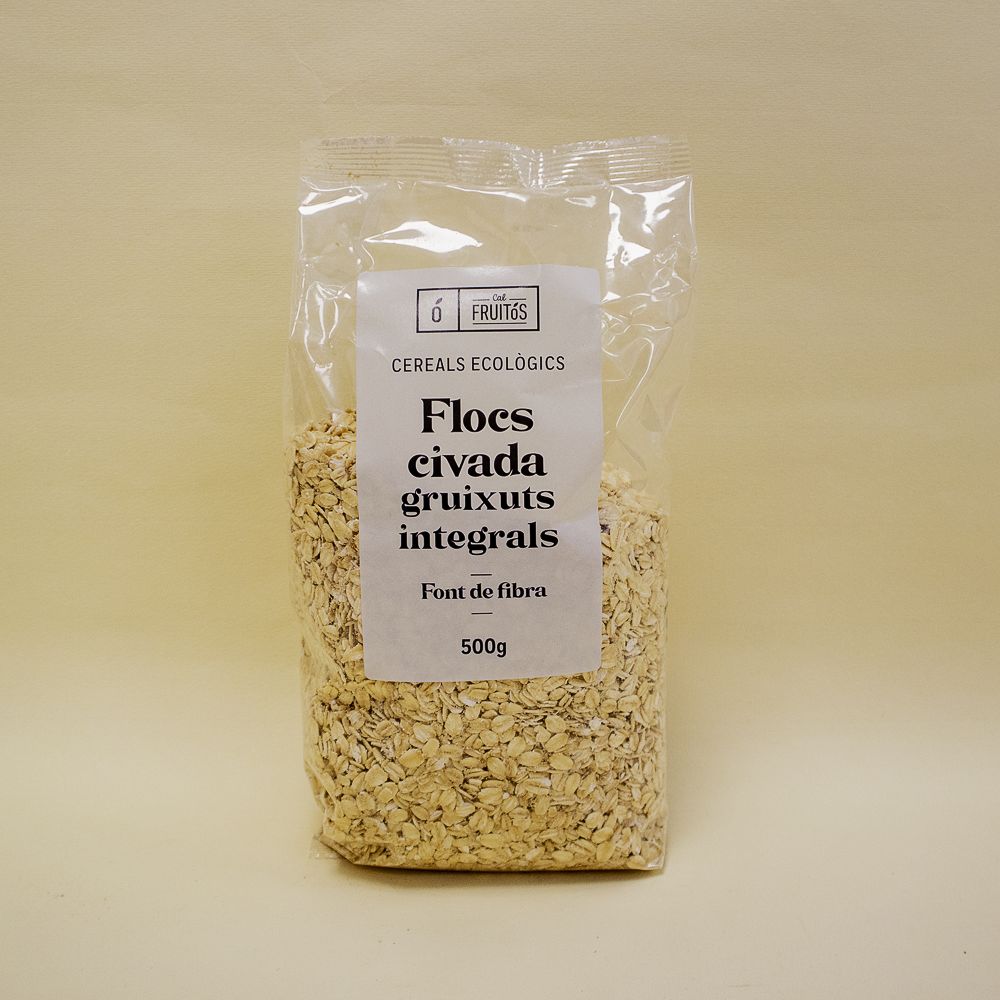 Ó
Cal
FRUITóS
CEREALS ECOLÒGICS
Flocs
civada
gruixuts
integrals
Font de fibra
500g